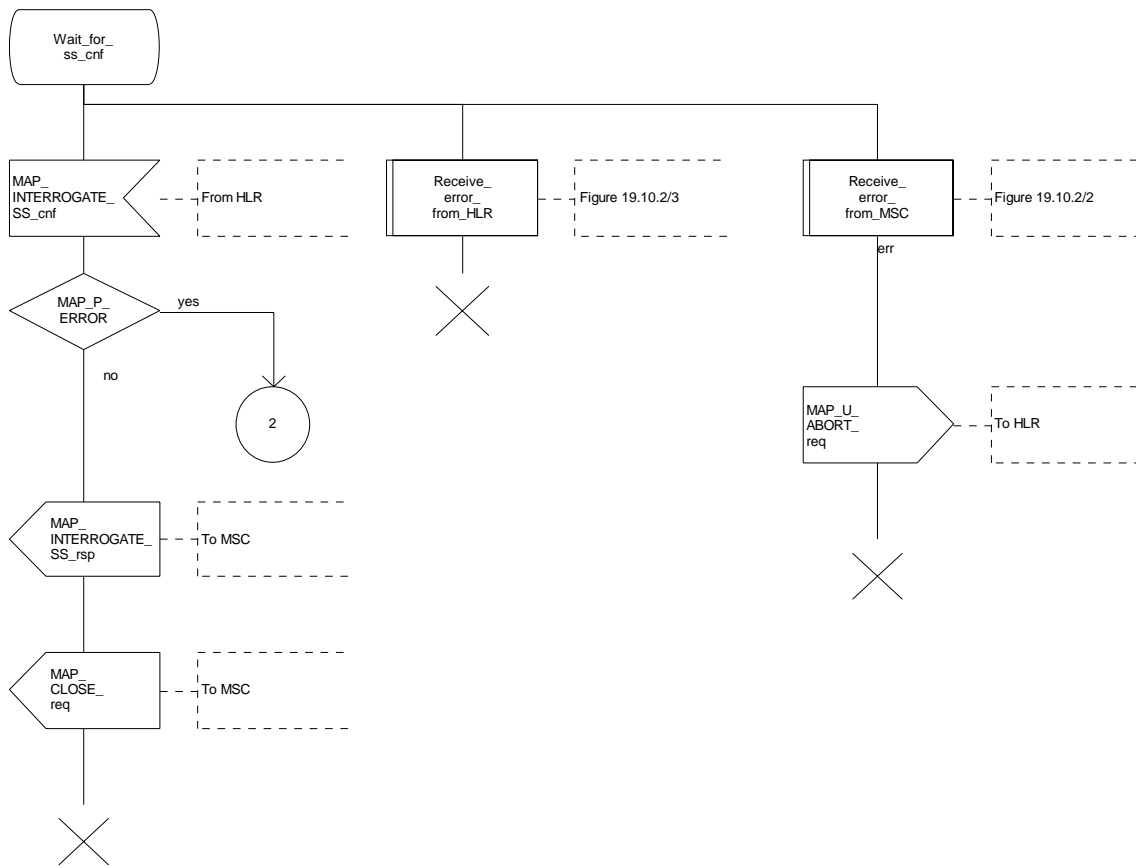 Wait_for_
ss_cnf
MAP_
INTERROGATE_
SS_cnf
From HLR
Receive_
error_
from_HLR
Figure 19.10.2/3
Receive_
error_
from_MSC
Figure 19.10.2/2
err
MAP_P_
ERROR
yes
no
2
MAP_U_
ABORT_
req
To HLR
MAP_
INTERROGATE_
SS_rsp
To MSC
MAP_
CLOSE_
req
To MSC